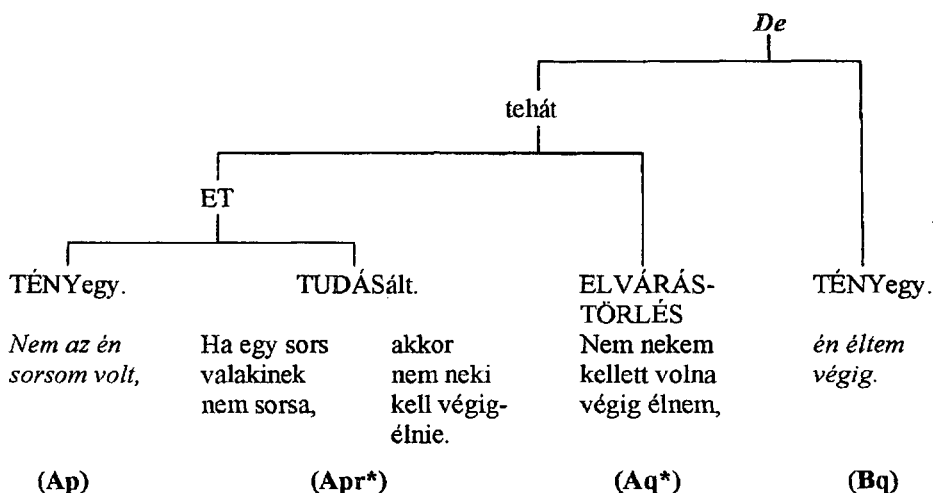 De
tehát
ET
TÉNYegy. TUDÁSált. ELVÁRÁS- TÉNYegy.
TÖRLÉS
Nem az én Ha egy sors akkor Nem nekem én éltem
sorsom volt, valakinek nem neki kellett volna végig.
nem sorsa, kell végig- végig élnem,
élnie.
(Ap) (Apr*) (Aq*) (Bq)